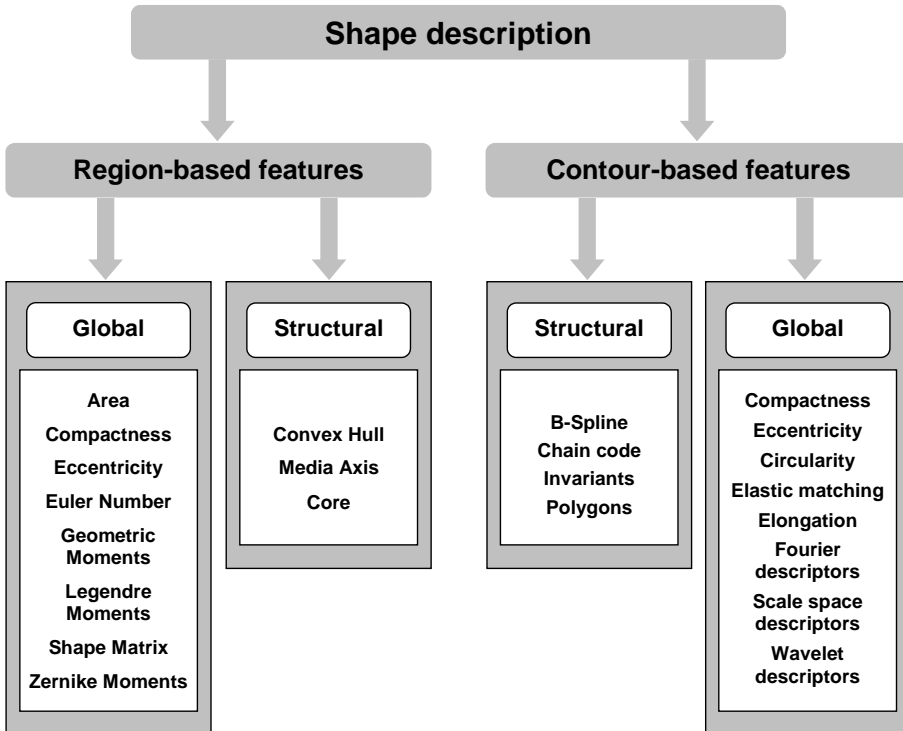 Shape description
Region-based features
Contour-based features
Global
Area
Compactness
Eccentricity
Euler Number
Geometric
Moments
Legendre
Moments
Shape Matrix
Zernike Moments
Structural
Convex Hull
Media Axis
Core
Structural
B-Spline
Chain code
Invariants
Polygons
Global
Compactness
Eccentricity
Circularity
Elastic matching
Elongation
Fourier
descriptors
Scale space
descriptors
Wavelet
descriptors